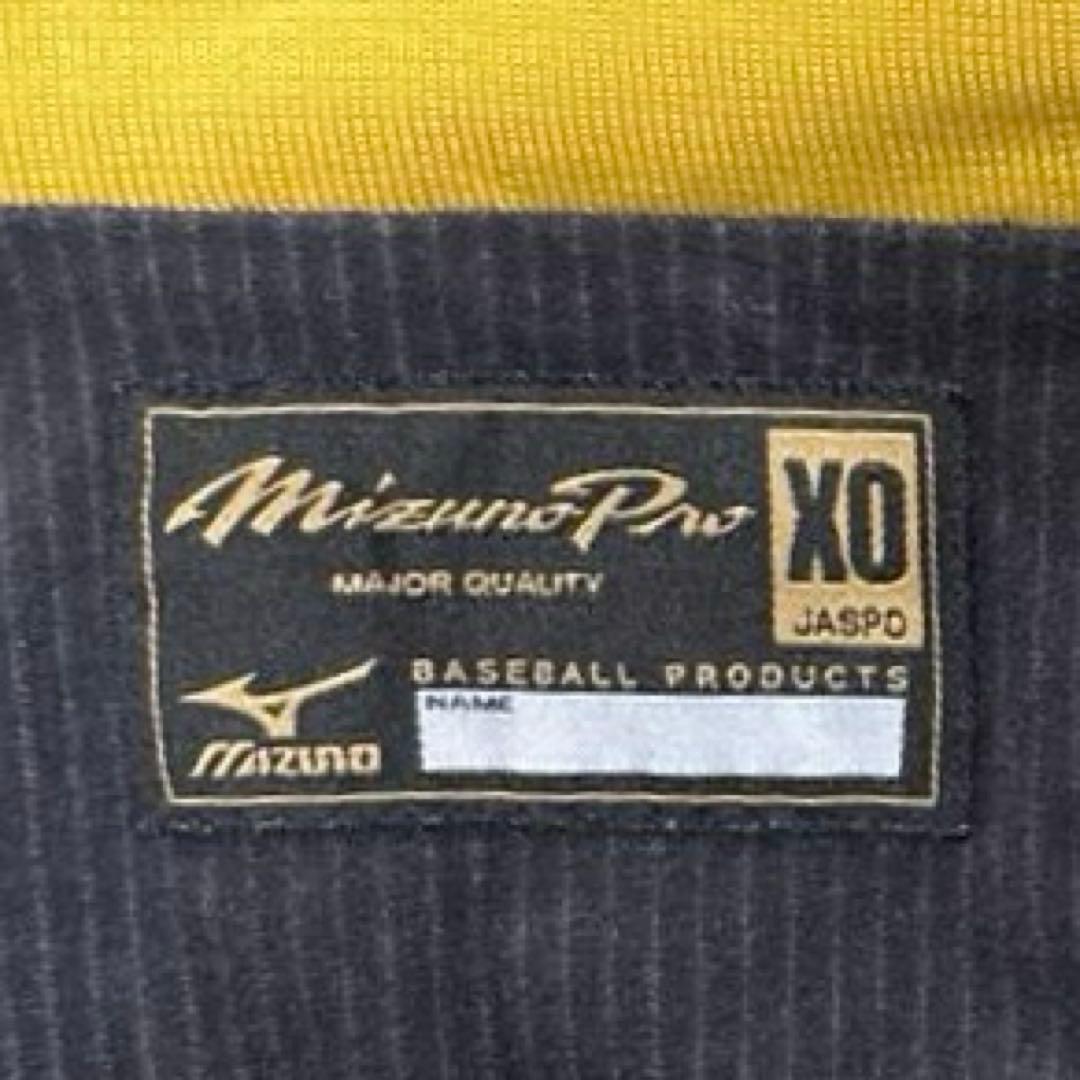 Mizuno Pro
XO
MAJOR QUALITY
JASPO
BASEBALL PRODUCTS
NAME
MIZUNO